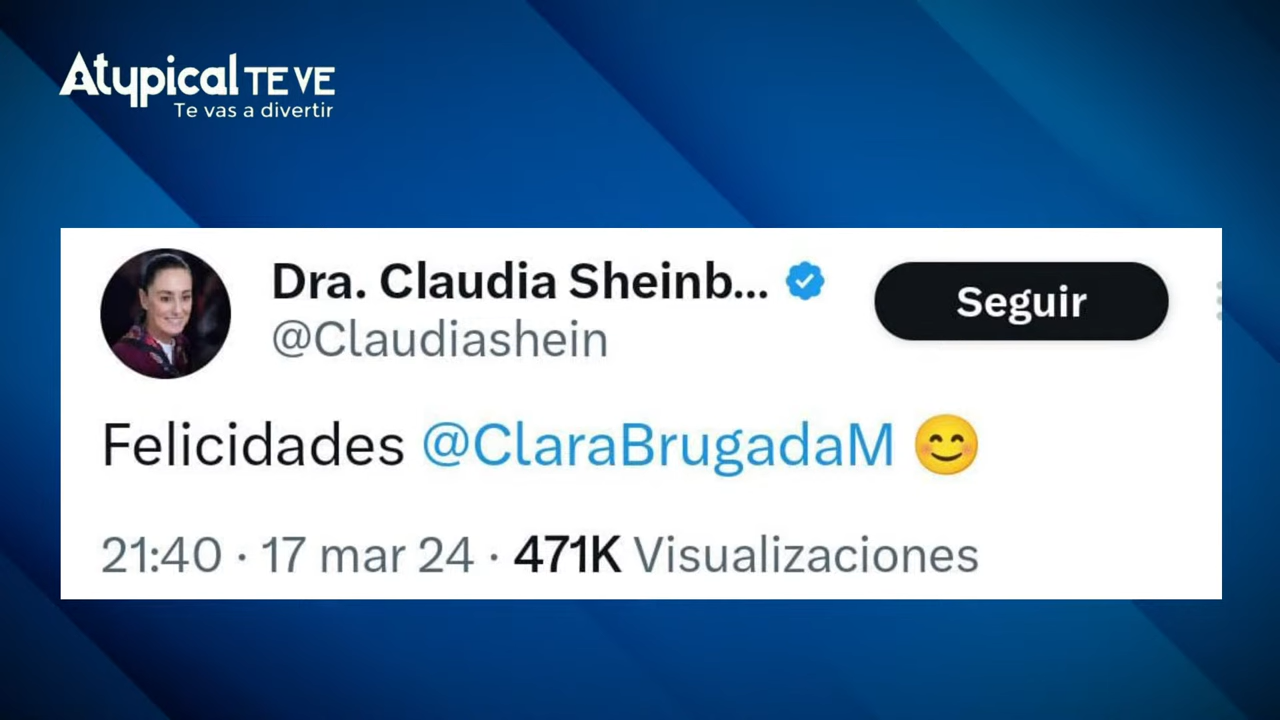 Atypical TE VE
Te vas a divertir
Dra. Claudia Sheinb...
Seguir
@Claudiashein
Felicidades @ClaraBrugadaM 😊
21:40 · 17 mar 24 · 471K Visualizaciones